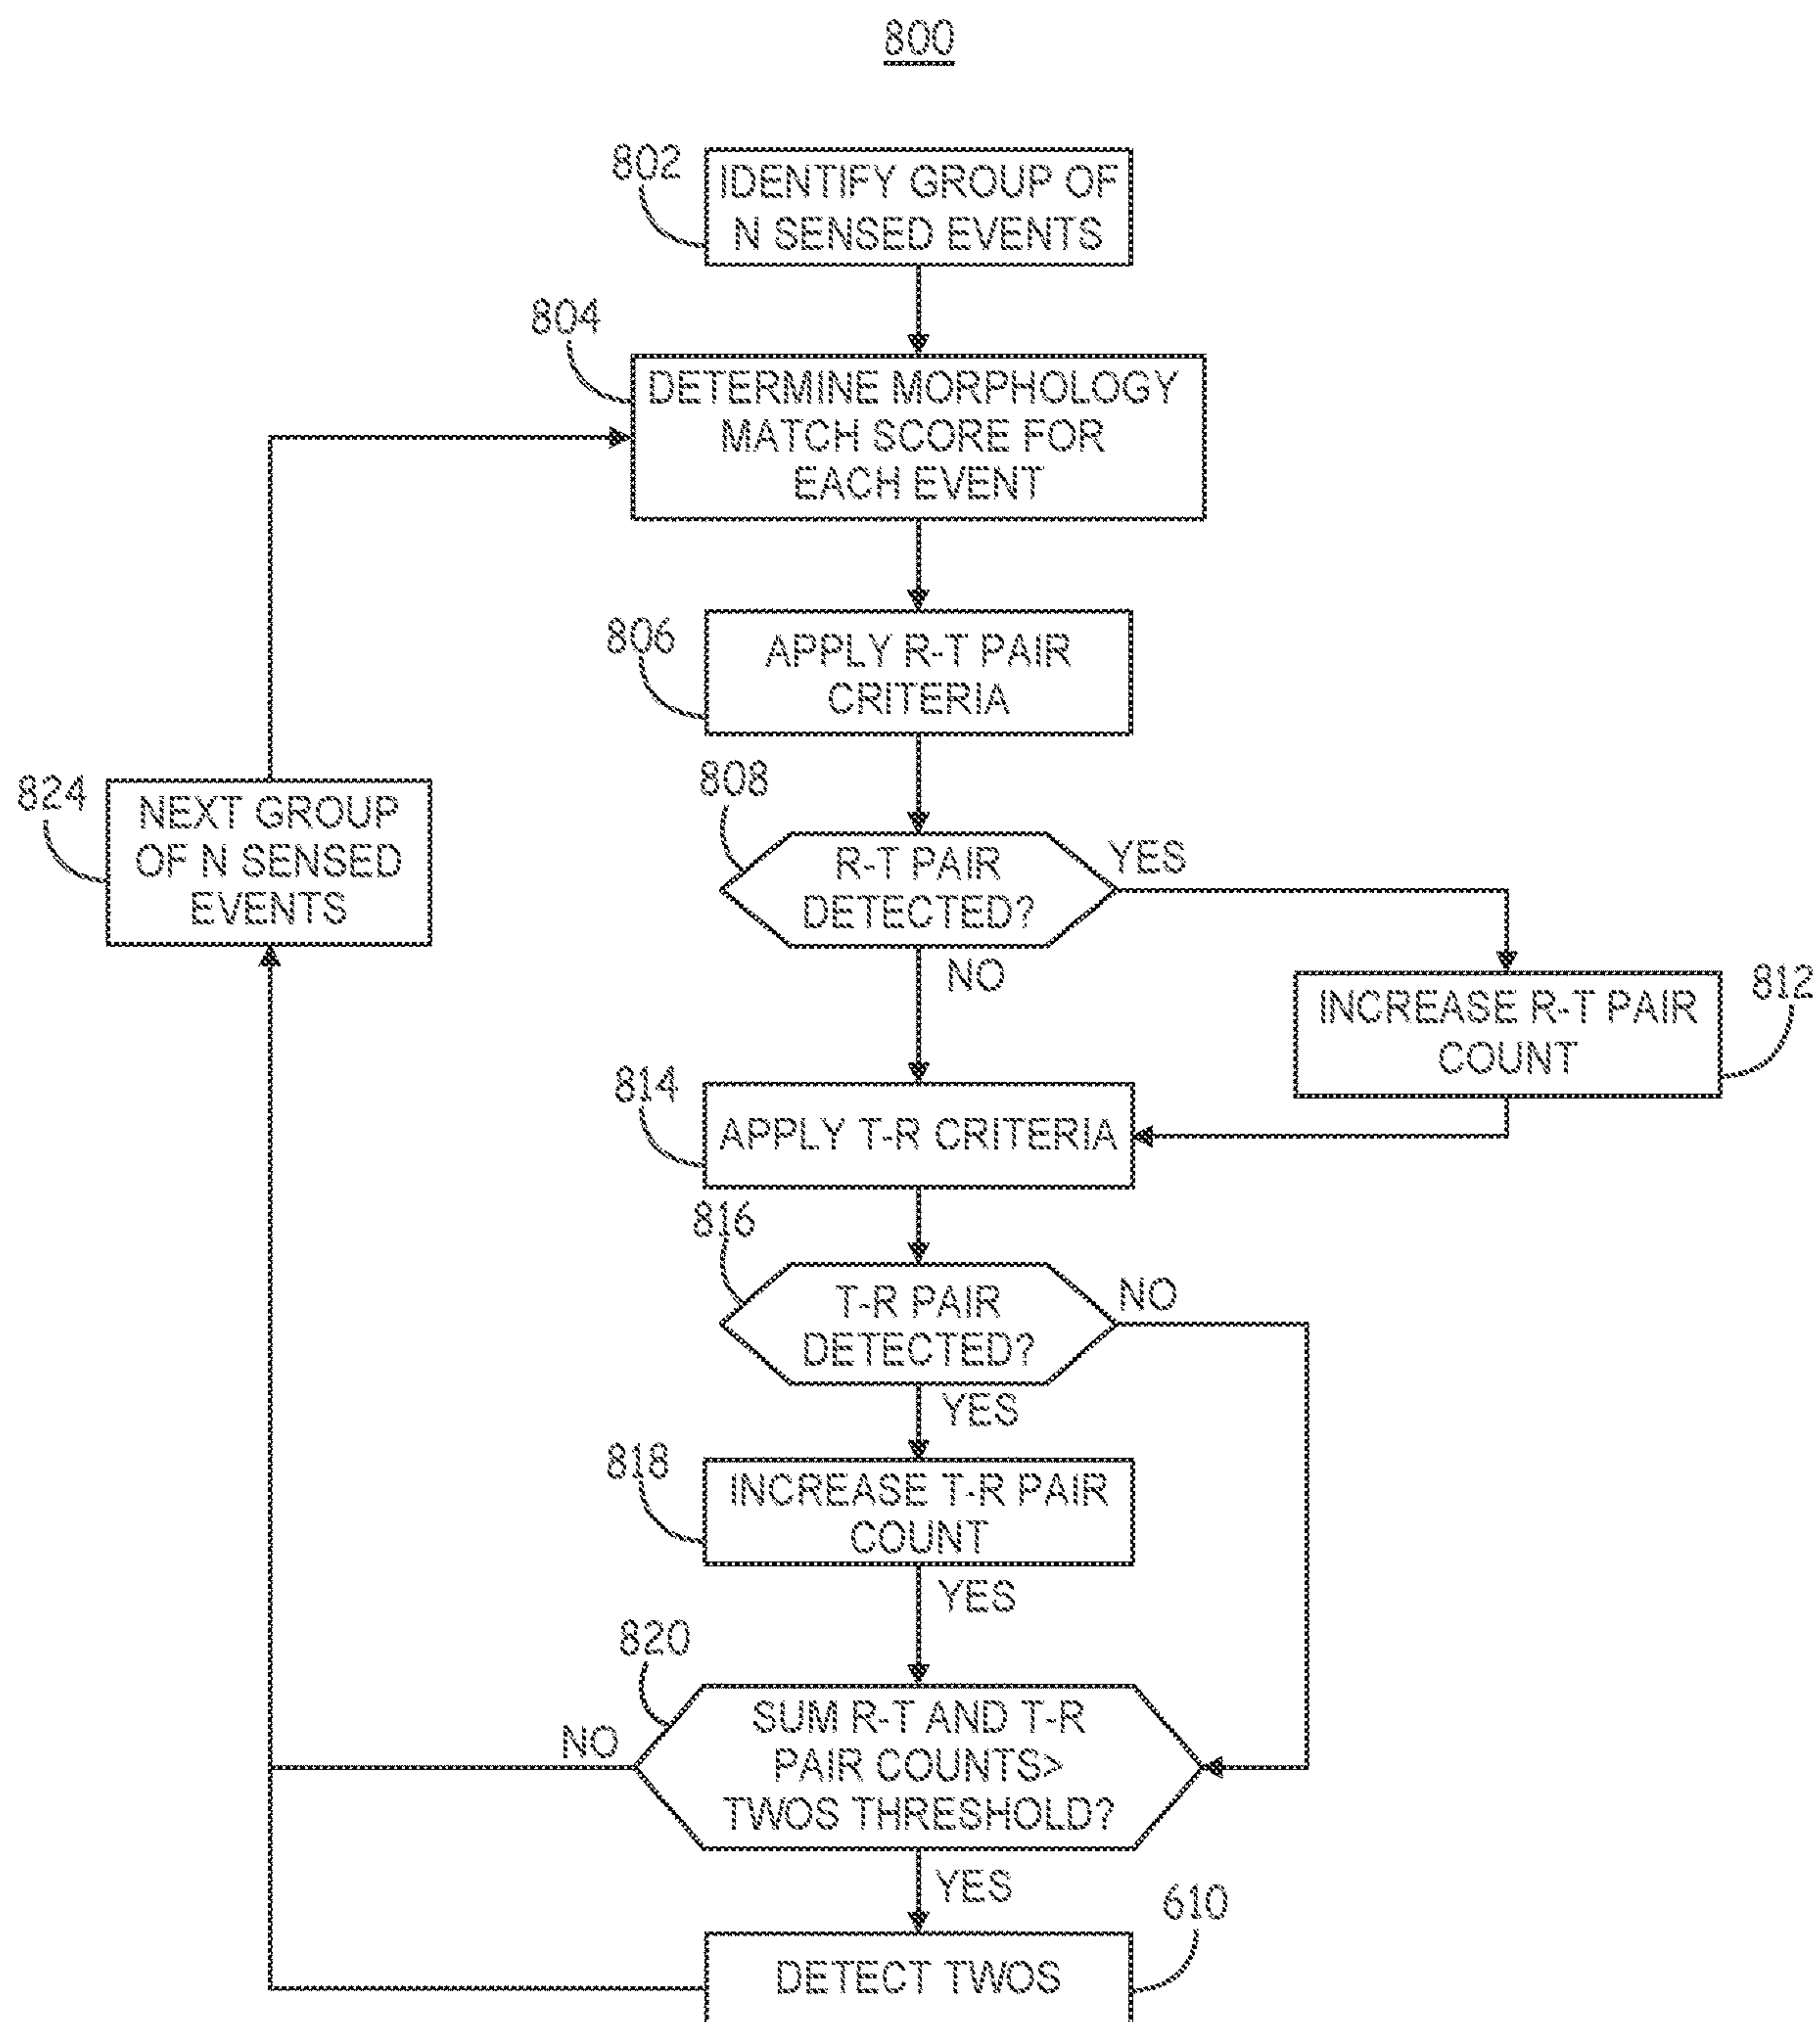 800
802
IDENTIFY GROUP OF
N SENSED EVENTS
804
DETERMINE MORPHOLOGY
MATCH SCORE FOR
EACH EVENT
806
APPLY R-T PAIR
CRITERIA
824
NEXT GROUP
OF N SENSED
EVENTS
808
R-T PAIR
DETECTED?
YES
NO
812
INCREASE R-T PAIR
COUNT
814
APPLY T-R CRITERIA
816
T-R PAIR
DETECTED?
NO
YES
818
INCREASE T-R PAIR
COUNT
YES
820
SUM R-T AND T-R
PAIR COUNTS>
TWOS THRESHOLD?
NO
YES
610
DETECT TWOS